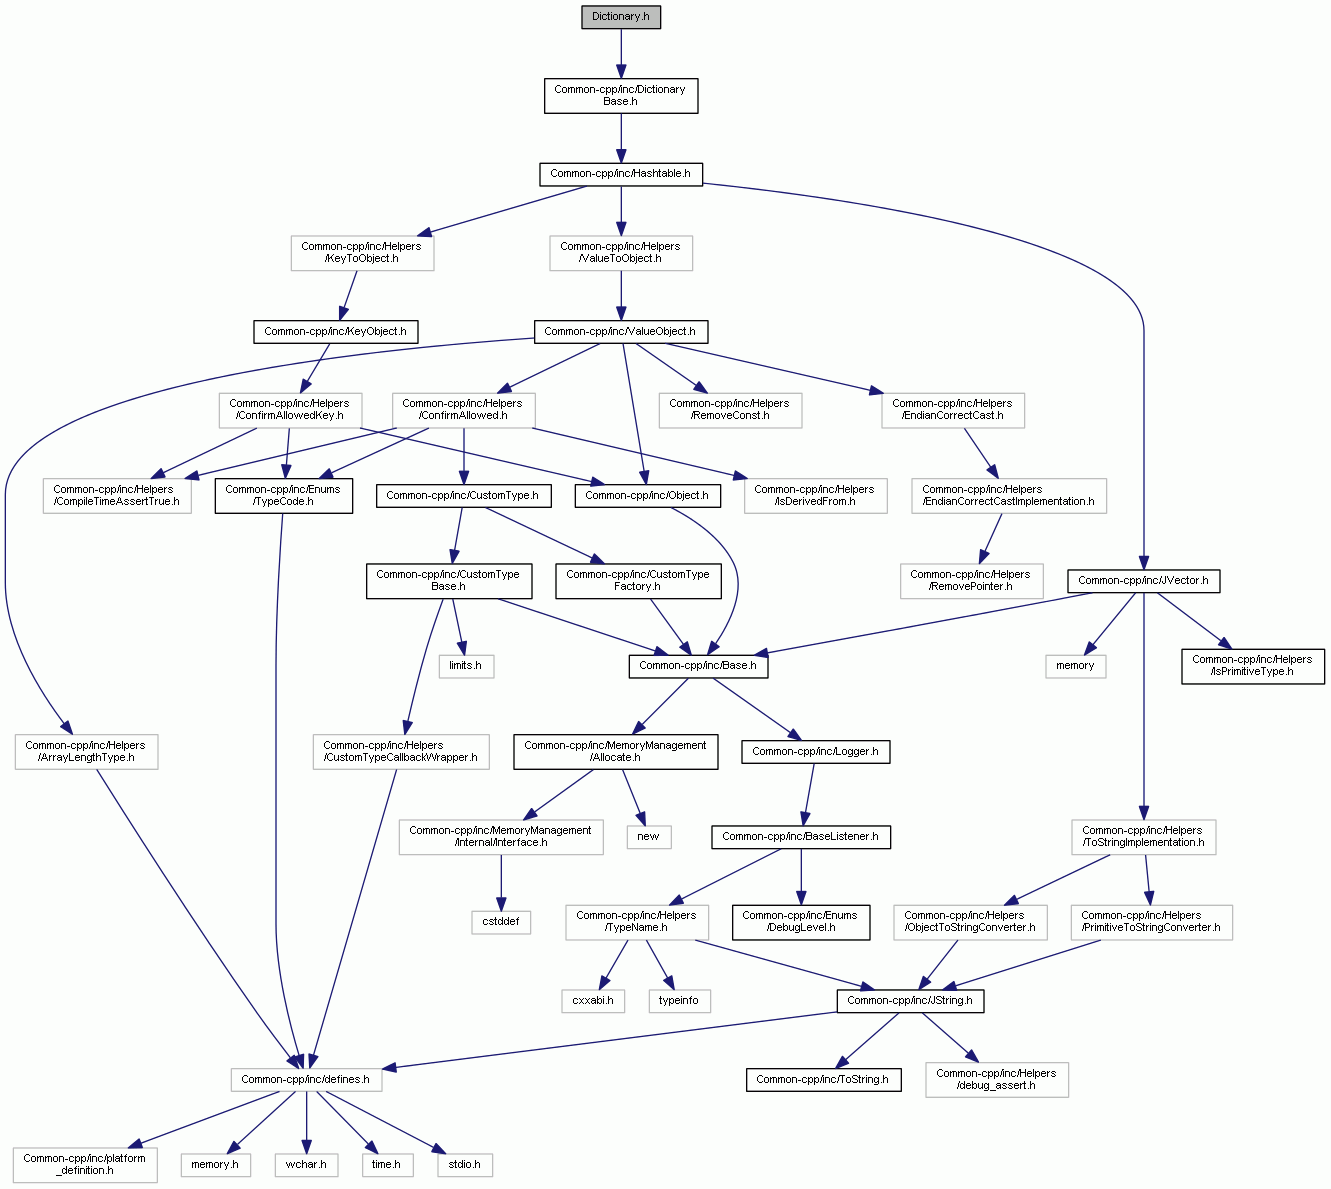 Dictionary.h
Common-cpp/inc/Dictionary
Base.h
Common-cpp/inc/Hashtable.h
Common-cpp/inc/Helpers
/KeyToObject.h
Common-cpp/inc/Helpers
/ValueToObject.h
Common-cpp/inc/KeyObject.h
Common-cpp/inc/ValueObject.h
Common-cpp/inc/Helpers
/ConfirmAllowedKey.h
Common-cpp/inc/Helpers
/ConfirmAllowed.h
Common-cpp/inc/Helpers
/RemoveConst.h
Common-cpp/inc/Helpers
/EndianCorrectCast.h
Common-cpp/inc/Helpers
/CompileTimeAssertTrue.h
Common-cpp/inc/Enums
/TypeCode.h
Common-cpp/inc/CustomType.h
Common-cpp/inc/Object.h
Common-cpp/inc/Helpers
/IsDerivedFrom.h
Common-cpp/inc/Helpers
/EndianCorrectCastImplementation.h
Common-cpp/inc/CustomType
Base.h
Common-cpp/inc/CustomType
Factory.h
Common-cpp/inc/Helpers
/RemovePointer.h
Common-cpp/inc/JVector.h
limits.h
Common-cpp/inc/Base.h
memory
Common-cpp/inc/Helpers
/IsPrimitiveType.h
Common-cpp/inc/Helpers
/ArrayLengthType.h
Common-cpp/inc/Helpers
/CustomTypeCallbackWrapper.h
Common-cpp/inc/MemoryManagement
/Allocate.h
Common-cpp/inc/Logger.h
Common-cpp/inc/MemoryManagement
/Internal/Interface.h
new
Common-cpp/inc/BaseListener.h
Common-cpp/inc/Helpers
/ToStringImplementation.h
cstddef
Common-cpp/inc/Helpers
/TypeName.h
Common-cpp/inc/Enums
/DebugLevel.h
Common-cpp/inc/Helpers
/ObjectToStringConverter.h
Common-cpp/inc/Helpers
/PrimitiveToStringConverter.h
cxxabi.h
typeinfo
Common-cpp/inc/JString.h
Common-cpp/inc/defines.h
Common-cpp/inc/ToString.h
Common-cpp/inc/Helpers
/debug_assert.h
Common-cpp/inc/platform
_definition.h
memory.h
wchar.h
time.h
stdio.h